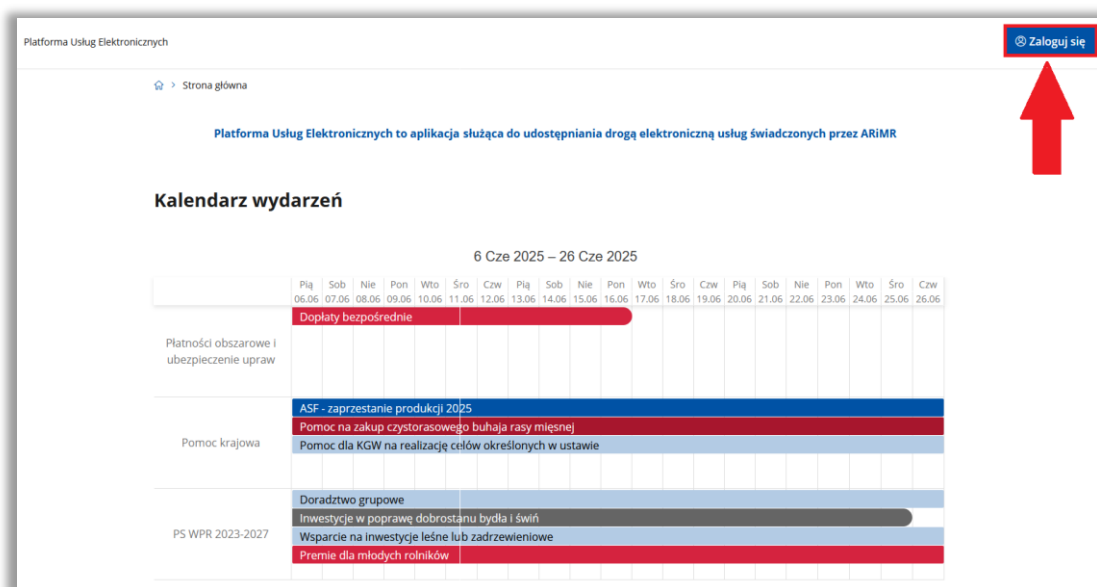 Platforma Usług Elektronicznych
Zaloguj się
Strona główna
Platforma Usług Elektronicznych to aplikacja służąca do udostępniania drogą elektroniczną usług świadczonych przez ARiMR
Kalendarz wydarzeń
6 Cze 2025 – 26 Cze 2025
Pią Sob Nie Pon Wto Śro Czw Pią Sob Nie Pon Wto Śro Czw Pią Sob Nie Pon Wto Śro Czw
06.06 07.06 08.06 09.06 10.06 11.06 12.06 13.06 14.06 15.06 16.06 17.06 18.06 19.06 20.06 21.06 22.06 23.06 24.06 25.06 26.06
Dopłaty bezpośrednie
Płatności obszarowe i
ubezpieczenie upraw
ASF - zaprzestanie produkcji 2025
Pomoc na zakup czystorasowego buhaja rasy mięsnej
Pomoc krajowa
Pomoc dla KGW na realizację celów określonych w ustawie
Doradztwo grupowe
Inwestycje w poprawę dobrostanu bydła i świń
PS WPR 2023-2027
Wsparcie na inwestycje leśne lub zadrzewieniowe
Premie dla młodych rolników